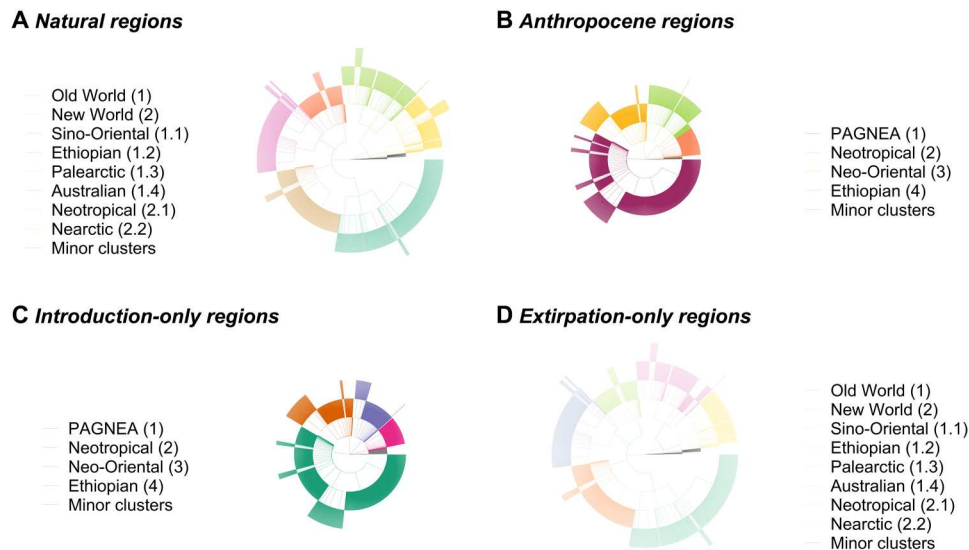 A Natural regions
Old World (1)
New World (2)
Sino-Oriental (1.1)
Ethiopian (1.2)
Palearctic (1.3)
Australian (1.4)
Neotropical (2.1)
Nearctic (2.2)
Minor clusters
B Anthropocene regions
PAGNEA (1)
Neotropical (2)
Neo-Oriental (3)
Ethiopian (4)
Minor clusters
C Introduction-only regions
PAGNEA (1)
Neotropical (2)
Neo-Oriental (3)
Ethiopian (4)
Minor clusters
D Extirpation-only regions
Old World (1)
New World (2)
Sino-Oriental (1.1)
Ethiopian (1.2)
Palearctic (1.3)
Australian (1.4)
Neotropical (2.1)
Nearctic (2.2)
Minor clusters